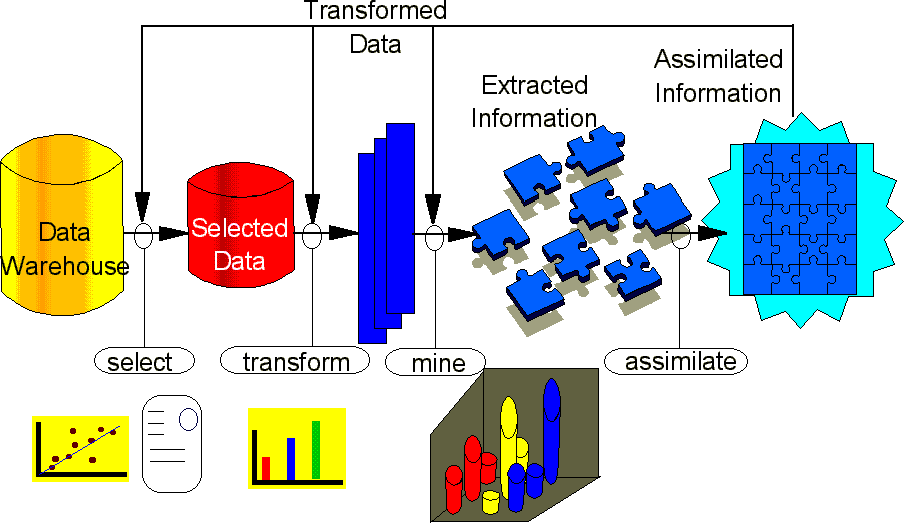 Transformed
Data
Assimilated
Information
Extracted
Information
Data
Warehouse
Selected
Data
select
transform
mine
assimilate